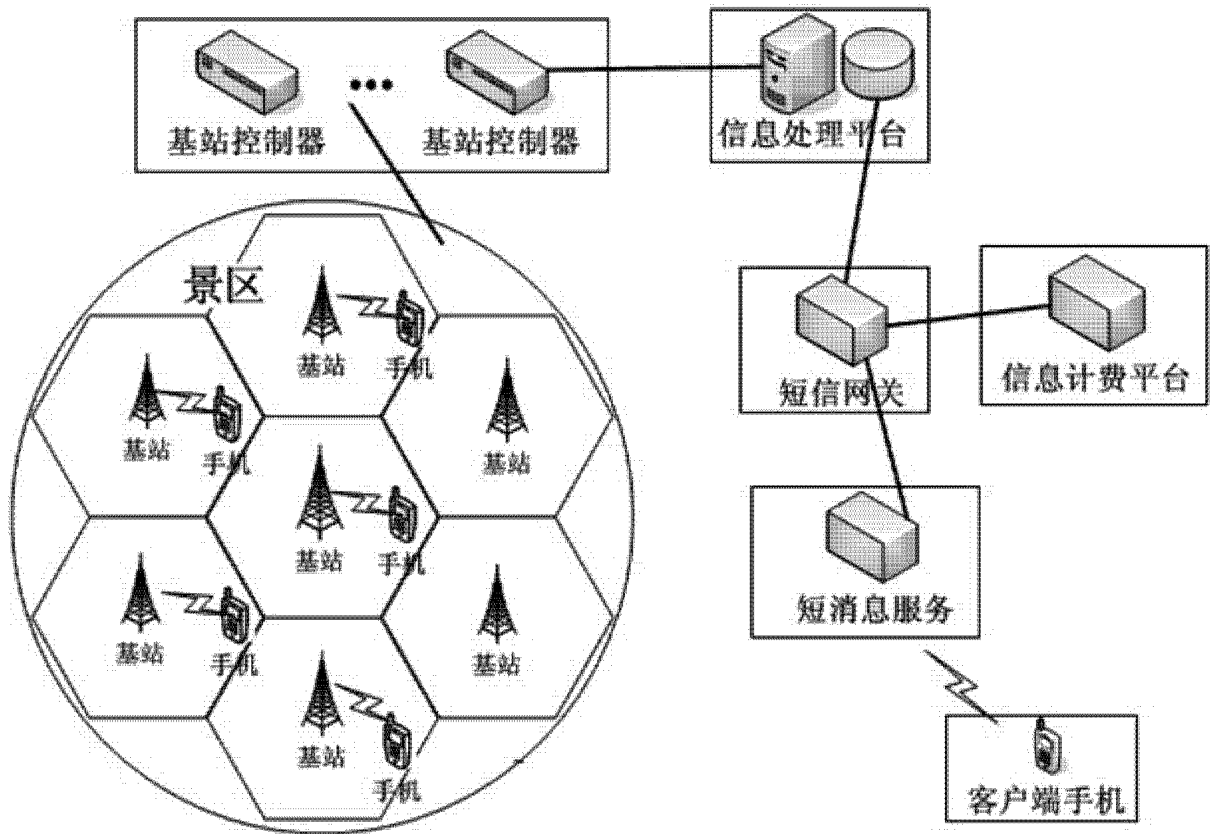 基站控制器
•••
基站控制器
信息处理平台
景区
基站
手机
基站
手机
基站
基站
手机
基站
手机
基站
基站
手机
短信网关
信息计费平台
短消息服务
客户端手机